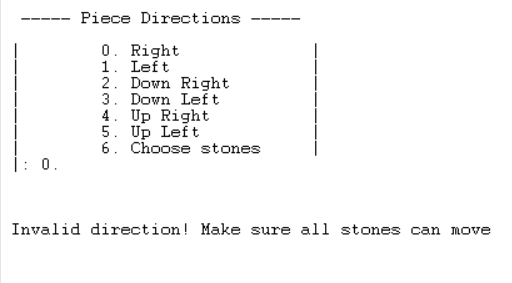 ----- Piece Directions -----
| 0. Right |
| 1. Left |
| 2. Down Right |
| 3. Down Left |
| 4. Up Right |
| 5. Up Left |
| 6. Choose stones |
|: 0.
Invalid direction! Make sure all stones can move